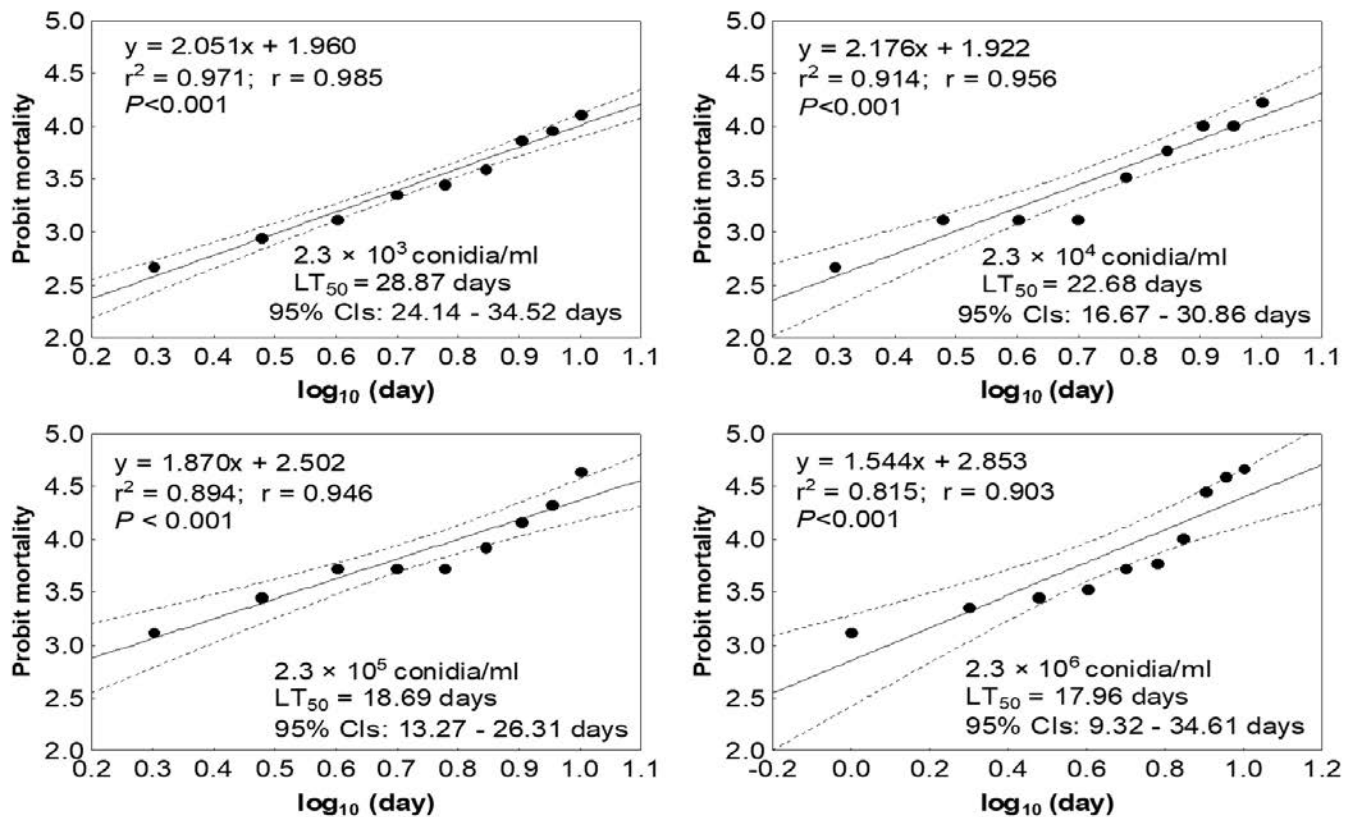 y = 2.051x + 1.960
r² = 0.971; r = 0.985
P<0.001
2.3 × 10³ conidia/ml
LT₅₀ = 28.87 days
95% CIs: 24.14 - 34.52 days
Probit mortality
5.0
4.5
4.0
3.5
3.0
2.5
2.0
0.2 0.3 0.4 0.5 0.6 0.7 0.8 0.9 1.0 1.1
log₁₀ (day)
y = 2.176x + 1.922
r² = 0.914; r = 0.956
P<0.001
2.3 × 10⁴ conidia/ml
LT₅₀ = 22.68 days
95% CIs: 16.67 - 30.86 days
Probit mortality
5.0
4.5
4.0
3.5
3.0
2.5
2.0
0.2 0.3 0.4 0.5 0.6 0.7 0.8 0.9 1.0 1.1
log₁₀ (day)
y = 1.870x + 2.502
r² = 0.894; r = 0.946
P < 0.001
2.3 × 10⁵ conidia/ml
LT₅₀ = 18.69 days
95% CIs: 13.27 - 26.31 days
Probit mortality
5.0
4.5
4.0
3.5
3.0
2.5
2.0
0.2 0.3 0.4 0.5 0.6 0.7 0.8 0.9 1.0 1.1
log₁₀ (day)
y = 1.544x + 2.853
r² = 0.815; r = 0.903
P<0.001
2.3 × 10⁶ conidia/ml
LT₅₀ = 17.96 days
95% CIs: 9.32 - 34.61 days
Probit mortality
5.0
4.5
4.0
3.5
3.0
2.5
2.0
-0.2 0.0 0.2 0.4 0.6 0.8 1.0 1.2
log₁₀ (day)